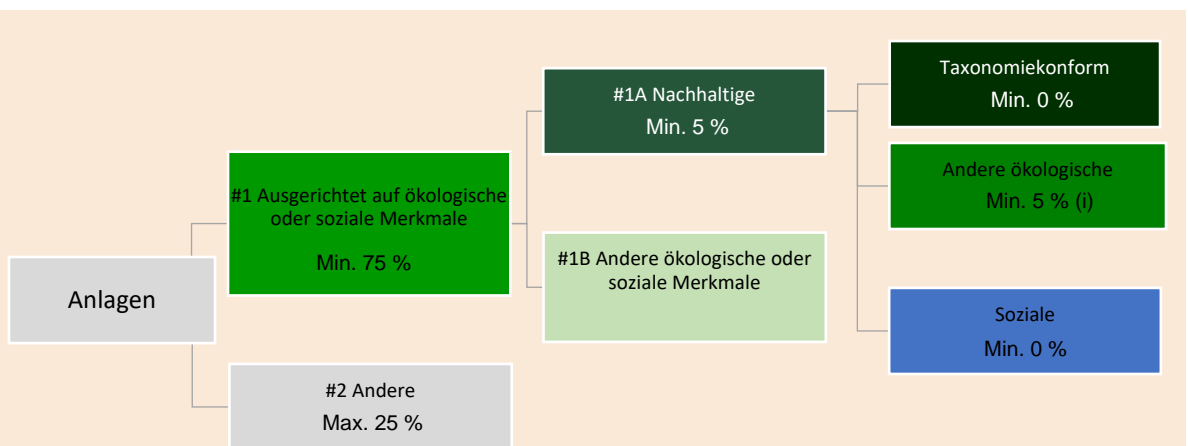 Anlagen
#1 Ausgerichtet auf ökologische
oder soziale Merkmale
Min. 75 %
#2 Andere
Max. 25 %
#1A Nachhaltige
Min. 5 %
#1B Andere ökologische oder
soziale Merkmale
Taxonomiekonform
Min. 0 %
Andere ökologische
Min. 5 % (i)
Soziale
Min. 0 %